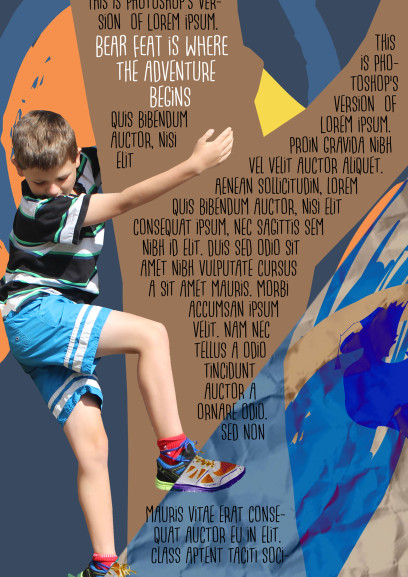 THIS IS PHOTOSHOP'S VER-
SION OF LOREM IPSUM.
BEAR FEAT IS WHERE
THE ADVENTURE
BEGINS
QUIS BIBENDUM
AUCTOR, NISI
ELIT
THIS
IS PHO-
TOSHOP'S
VERSION OF
LOREM IPSUM.
PROIN GRAVIDA NIBH
VEL VELIT AUCTOR ALIQUET.
AENEAN SOLLICITUDIN, LOREM
QUIS BIBENDUM AUCTOR, NISI ELIT
CONSEQUAT IPSUM, NEC SAGITTIS SEM
NIBH ID ELIT. DUIS SED ODIO SIT
AMET NIBH VULPUTATE CURSUS
A SIT AMET MAURIS. MORBI
ACCUMSAN IPSUM
VELIT. NAM NEC
TELLUS A ODIO
TINCIDUNT
AUCTOR A
ORNARE ODIO.
SED NON
MAURIS VITAE ERAT CONSE-
QUAT AUCTOR EU IN ELIT.
CLASS APTENT TACITI SOCI